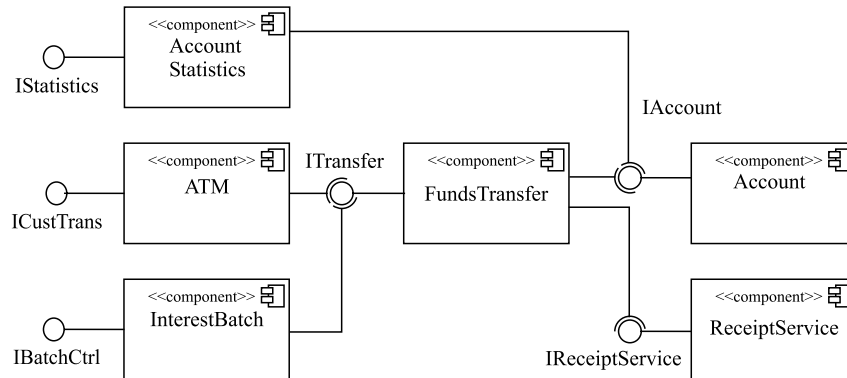 <<component>>
Account
Statistics
IStatistics
IAccount
<<component>>
ATM
ITransfer
<<component>>
FundsTransfer
<<component>>
Account
ICustTrans
<<component>>
InterestBatch
<<component>>
ReceiptService
IBatchCtrl
IReceiptService